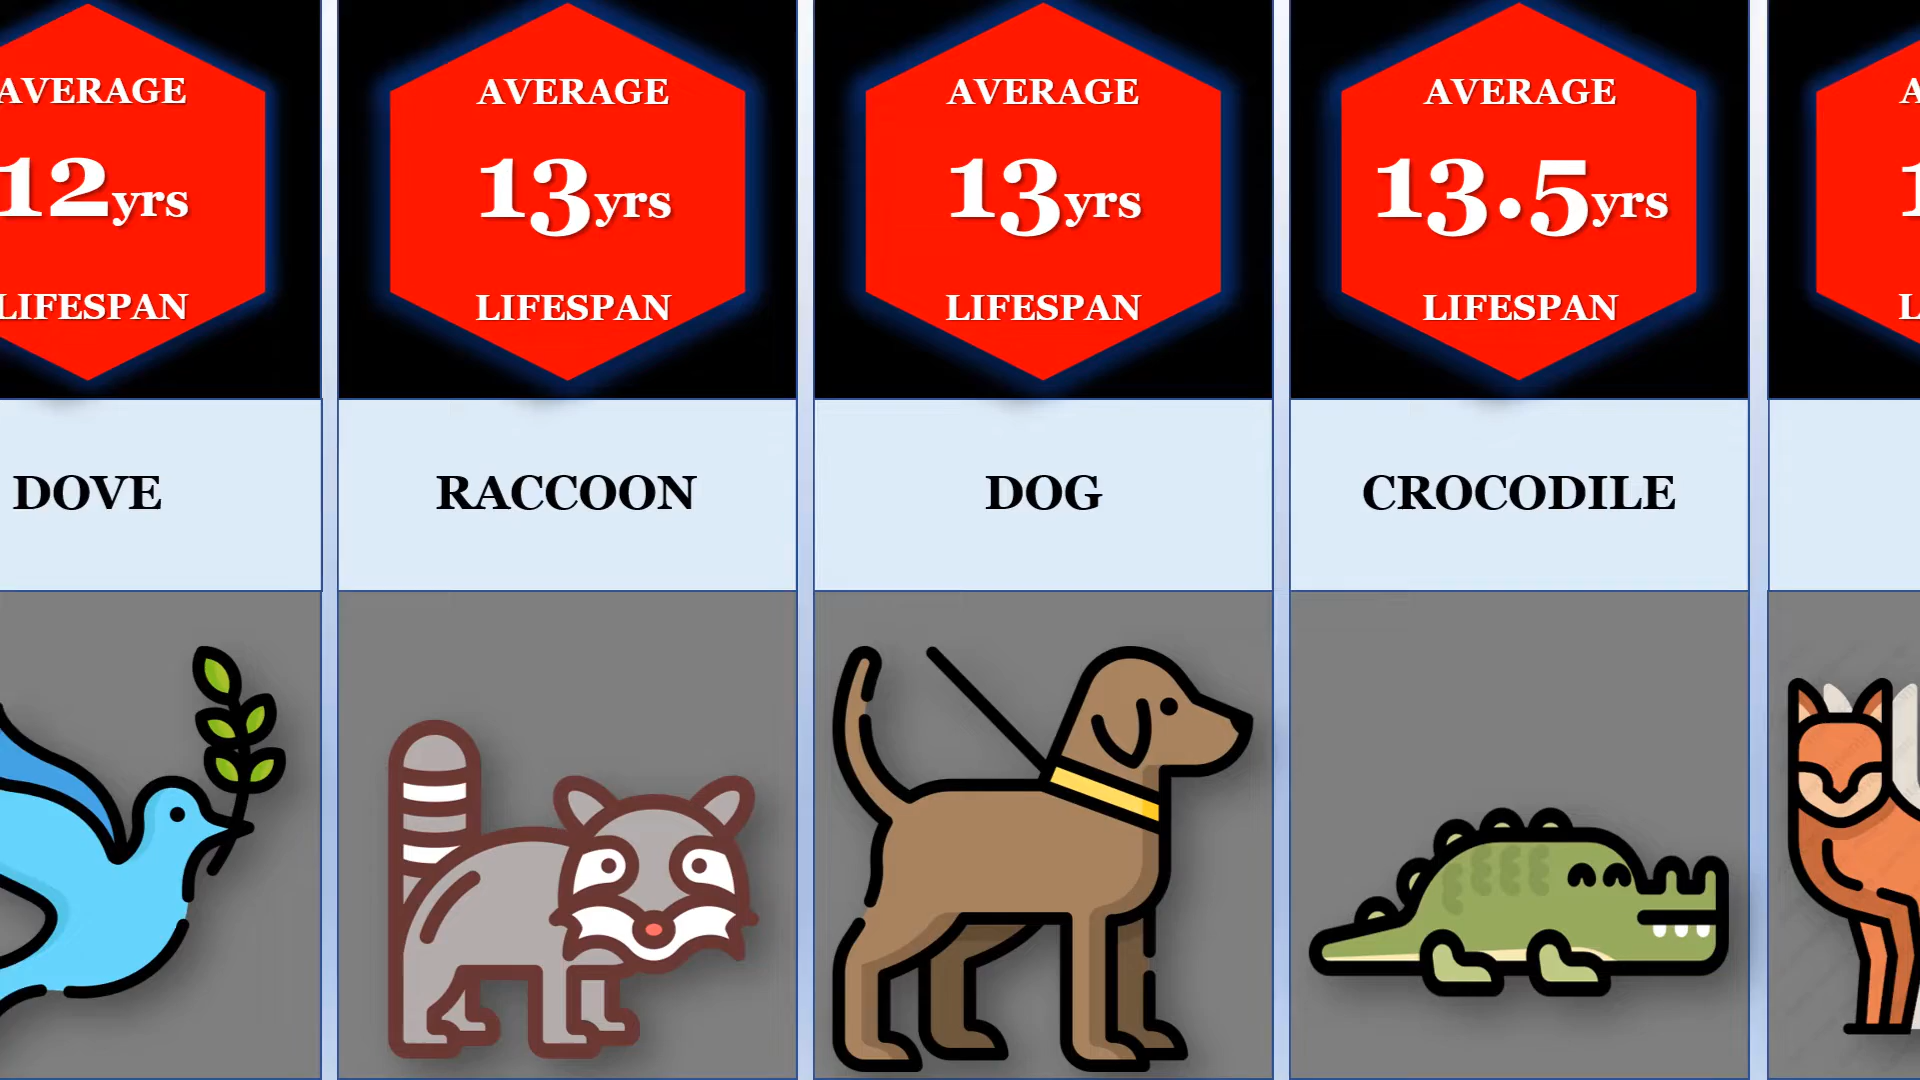 AVERAGE
12yrs
LIFESPAN
DOVE
AVERAGE
13yrs
LIFESPAN
RACCOON
AVERAGE
13yrs
LIFESPAN
DOG
AVERAGE
13.5yrs
LIFESPAN
CROCODILE